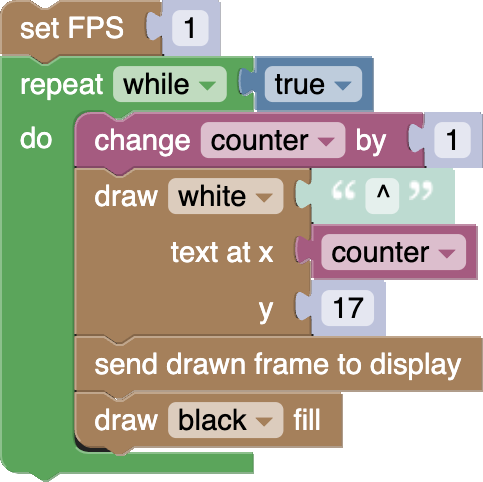 set FPS 1
repeat while true
do change counter by 1
draw white “ ^ ”
text at x counter
y 17
send drawn frame to display
draw black fill